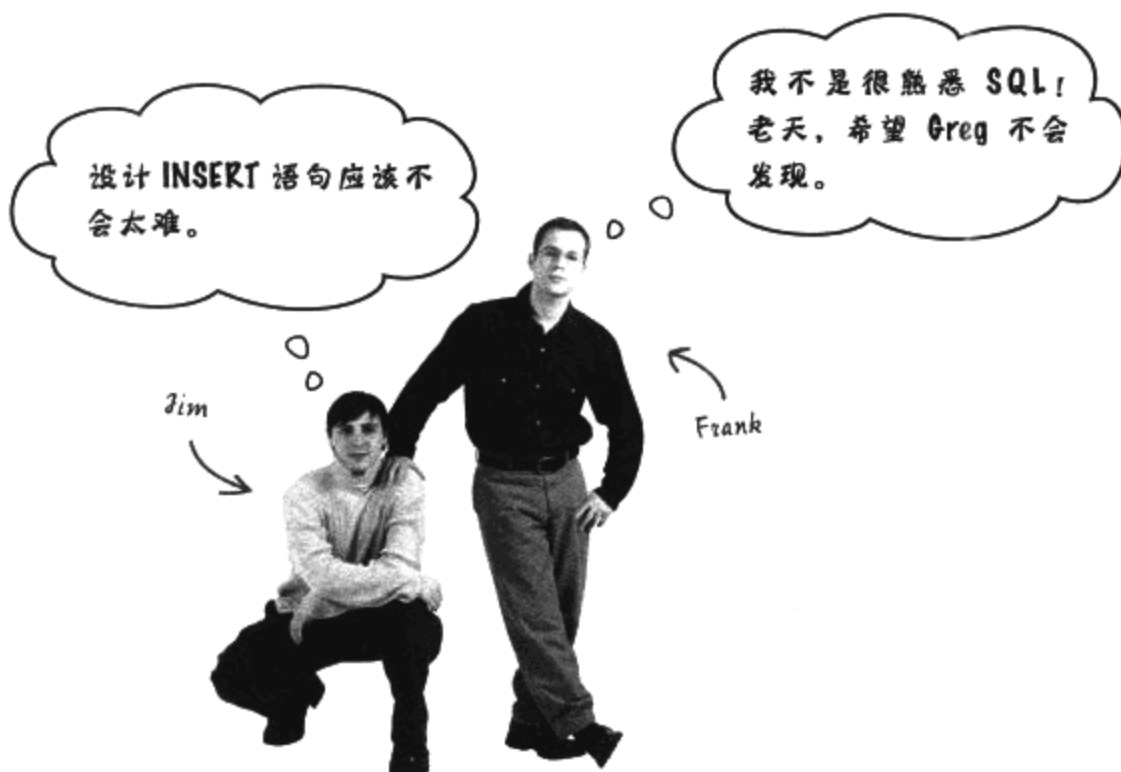 我不是很熟悉 SQL！
老天，希望 Greg 不会
发现。
设计 INSERT 语句应该不
会太难。
Jim
Frank